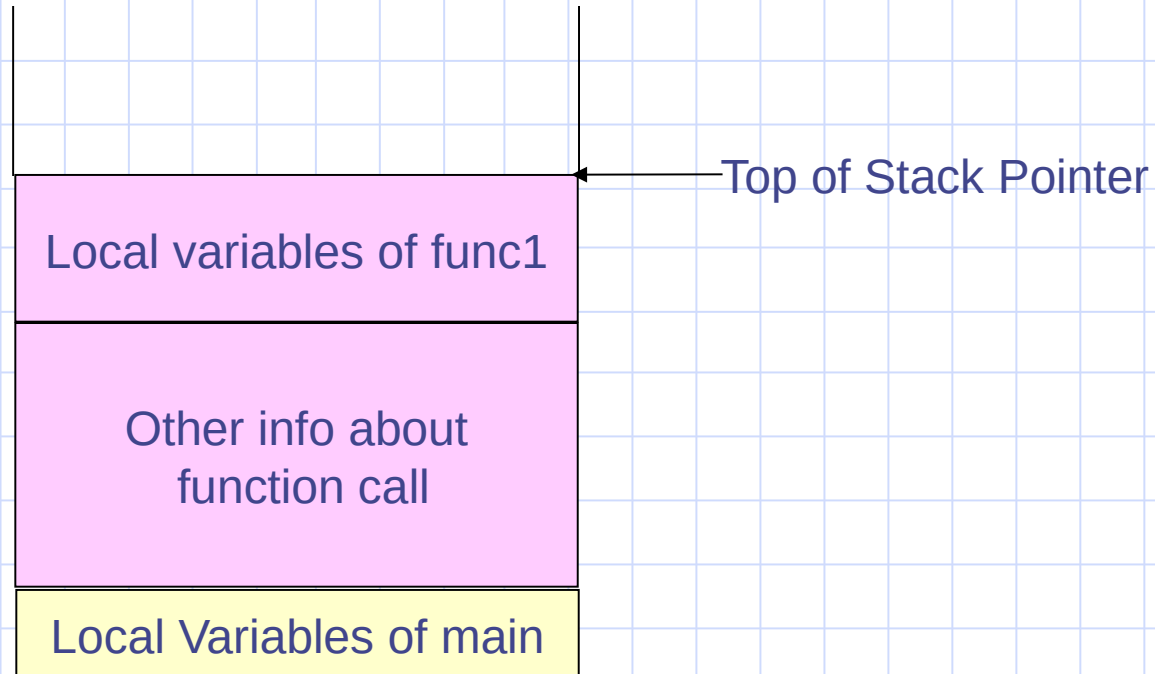 Top of Stack Pointer
Local variables of func1
Other info about
function call
Local Variables of main